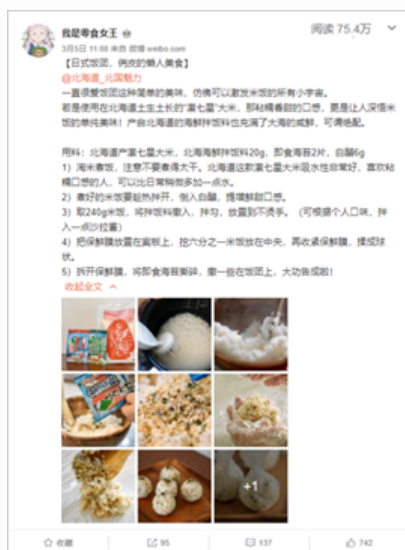 我是零食女王
阅读 75.4万
3月5日 11:08 来自 微博 weibo.com
【日式饭团，俏皮的懒人美食】
@北海道_北国魅力
一直很爱饭团这种简单的美味，仿佛可以激发米饭的所有小宇宙。
若是使用在北海道土生土长的“潆七星”大米，那粘糯香甜的口感，更是让人深悟米
饭的单纯美味！产自北海道的海鲜拌饭料也充满了大海的咸鲜，可谓绝配。
用料：北海道产潆七星大米，北海海鲜拌饭料20g，即食海苔2片，白醋6g
1）淘米煮饭，注意不要煮得太干。北海道这款潆七星大米吸水性非常好，喜欢粘
糯口感的人，可以比日常稍微多加一点水。
2）煮好的米饭要趁热拌开，倒入白醋，提增鲜甜口感。
3）取240g米饭，将拌饭料撒入，拌匀，放置到不烫手。（可根据个人口味，拌
入一点沙拉酱）
4）把保鲜膜放置在案板上，挖六分之一米饭放在中央，再收紧保鲜膜，揉成球
状。
5）拆开保鲜膜，将即食海苔撕碎，撒一些在饭团上，大功告成啦！
收起全文
+1
收藏
95
137
742